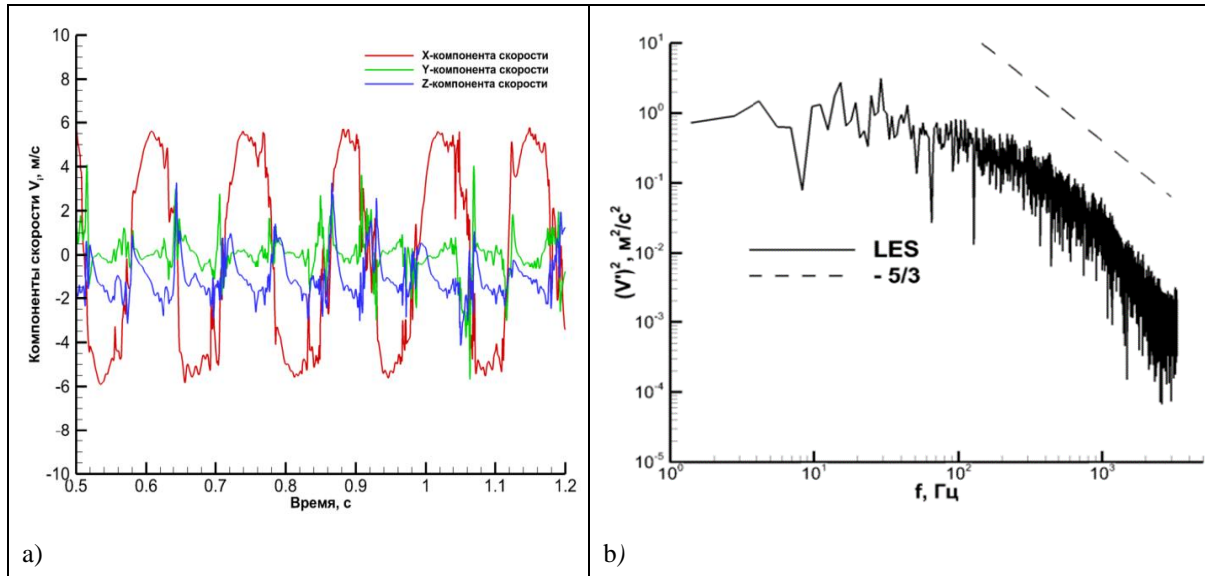 Компоненты скорости Vᵢ, м/с
10
8
6
4
2
0
-2
-4
-6
-8
-10
X-компонента скорости
Y-компонента скорости
Z-компонента скорости
0.5 0.6 0.7 0.8 0.9 1 1.1 1.2
Время, с
a)
(V')², м²/с²
10¹
10⁰
10⁻¹
10⁻²
10⁻³
10⁻⁴
10⁻⁵
LES
- 5/3
10⁰ 10¹ 10² 10³
f, Гц
b)